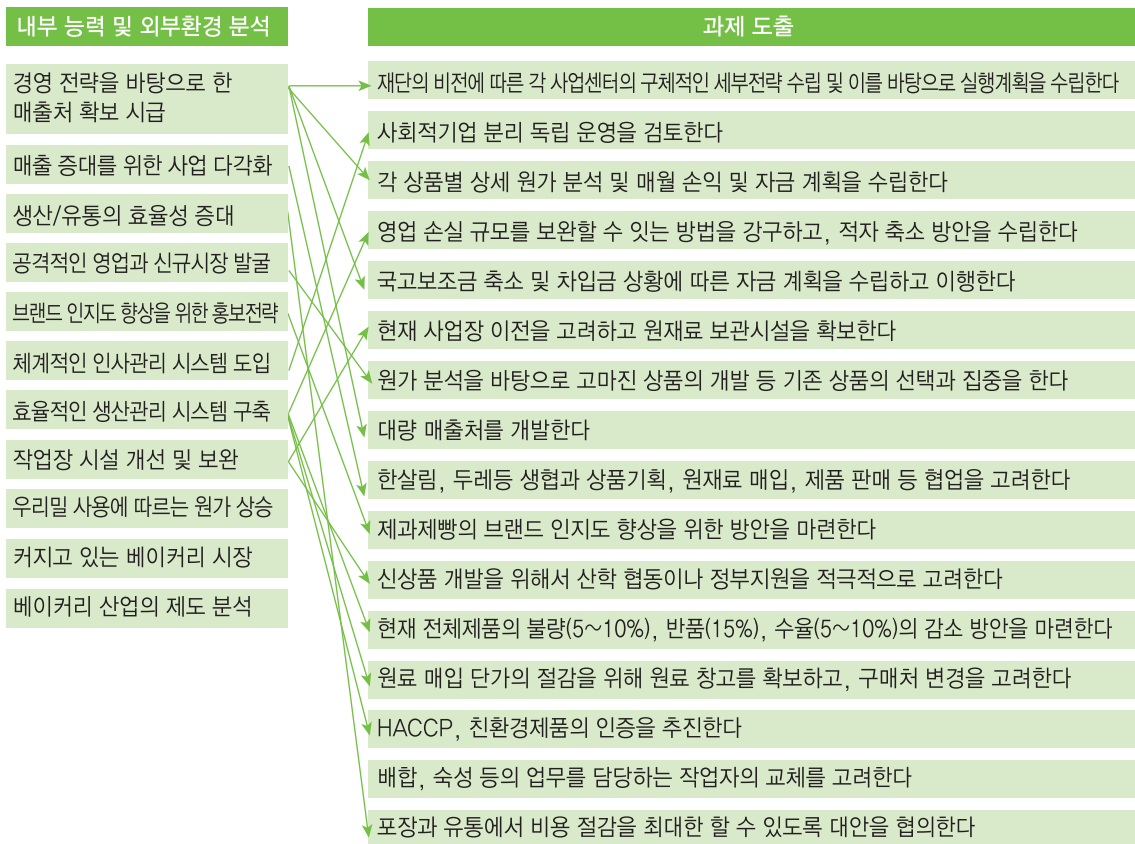 내부 능력 및 외부환경 분석
경영 전략을 바탕으로 한
매출처 확보 시급
매출 증대를 위한 사업 다각화
생산/유통의 효율성 증대
공격적인 영업과 신규시장 발굴
브랜드 인지도 향상을 위한 홍보전략
체계적인 인사관리 시스템 도입
효율적인 생산관리 시스템 구축
작업장 시설 개선 및 보완
우리밀 사용에 따르는 원가 상승
커지고 있는 베이커리 시장
베이커리 산업의 제도 분석
과제 도출
재단의 비전에 따른 각 사업센터의 구체적인 세부전략 수립 및 이를 바탕으로 실행계획을 수립한다
사회적기업 분리 독립 운영을 검토한다
각 상품별 상세 원가 분석 및 매월 손익 및 자금 계획을 수립한다
영업 손실 규모를 보완할 수 잇는 방법을 강구하고, 적자 축소 방안을 수립한다
국고보조금 축소 및 차입금 상황에 따른 자금 계획을 수립하고 이행한다
현재 사업장 이전을 고려하고 원재료 보관시설을 확보한다
원가 분석을 바탕으로 고마진 상품의 개발 등 기존 상품의 선택과 집중을 한다
대량 매출처를 개발한다
한살림, 두레등 생협과 상품기획, 원재료 매입, 제품 판매 등 협업을 고려한다
제과제빵의 브랜드 인지도 향상을 위한 방안을 마련한다
신상품 개발을 위해서 산학 협동이나 정부지원을 적극적으로 고려한다
현재 전체제품의 불량(5~10%), 반품(15%), 수율(5~10%)의 감소 방안을 마련한다
원료 매입 단가의 절감을 위해 원료 창고를 확보하고, 구매처 변경을 고려한다
HACCP, 친환경제품의 인증을 추진한다
배합, 숙성 등의 업무를 담당하는 작업자의 교체를 고려한다
포장과 유통에서 비용 절감을 최대한 할 수 있도록 대안을 협의한다